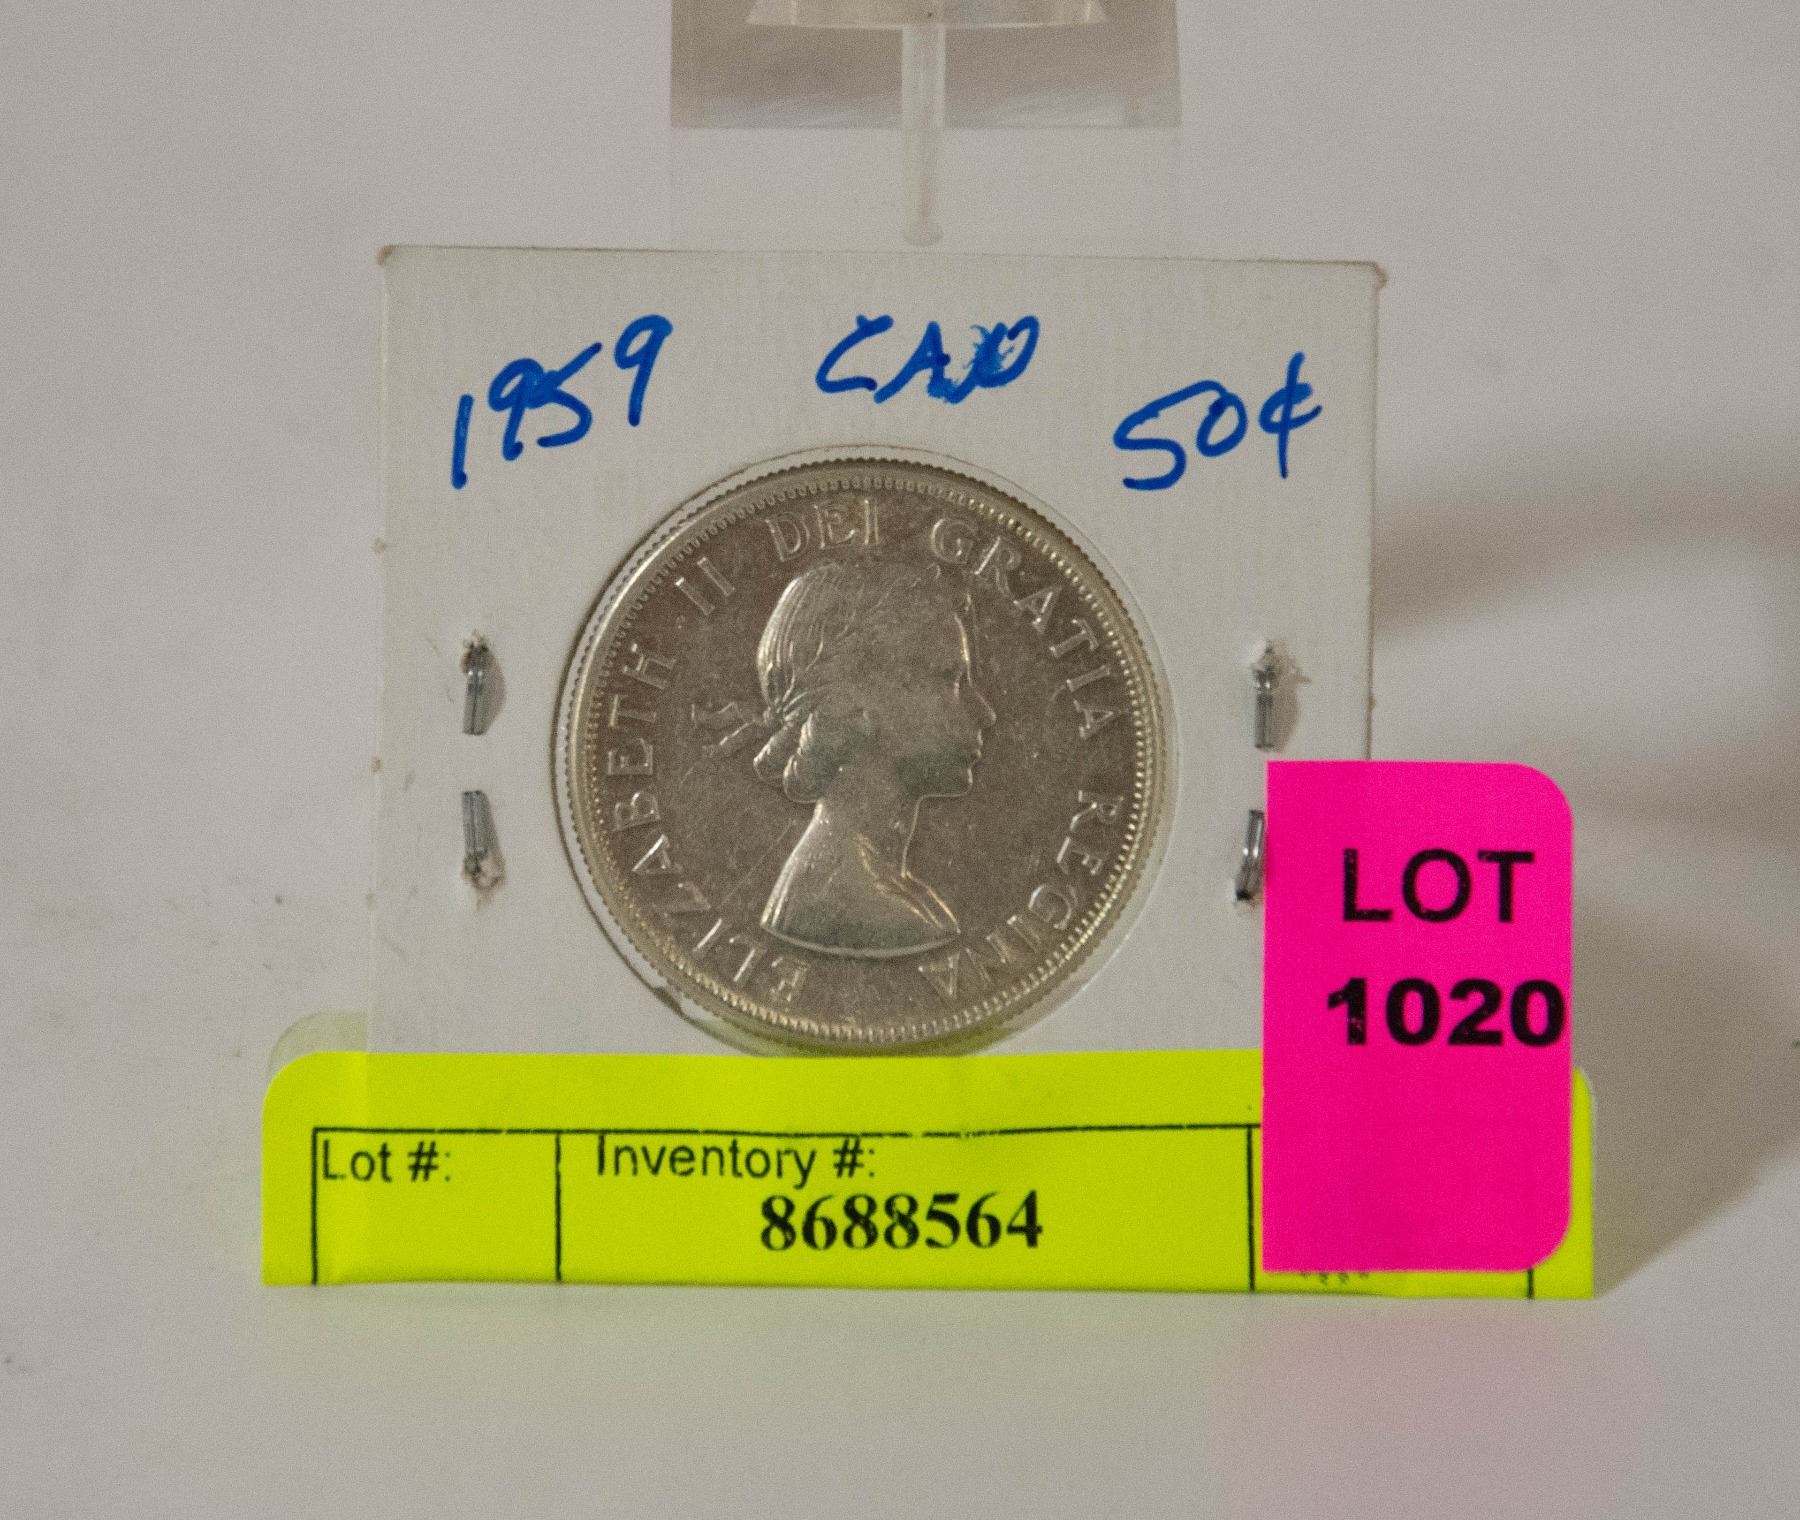 1959 CAD 50¢
ELIZABETH II DEI GRATIA REGINA
LOT
1020
Lot #: Inventory #:
8688564